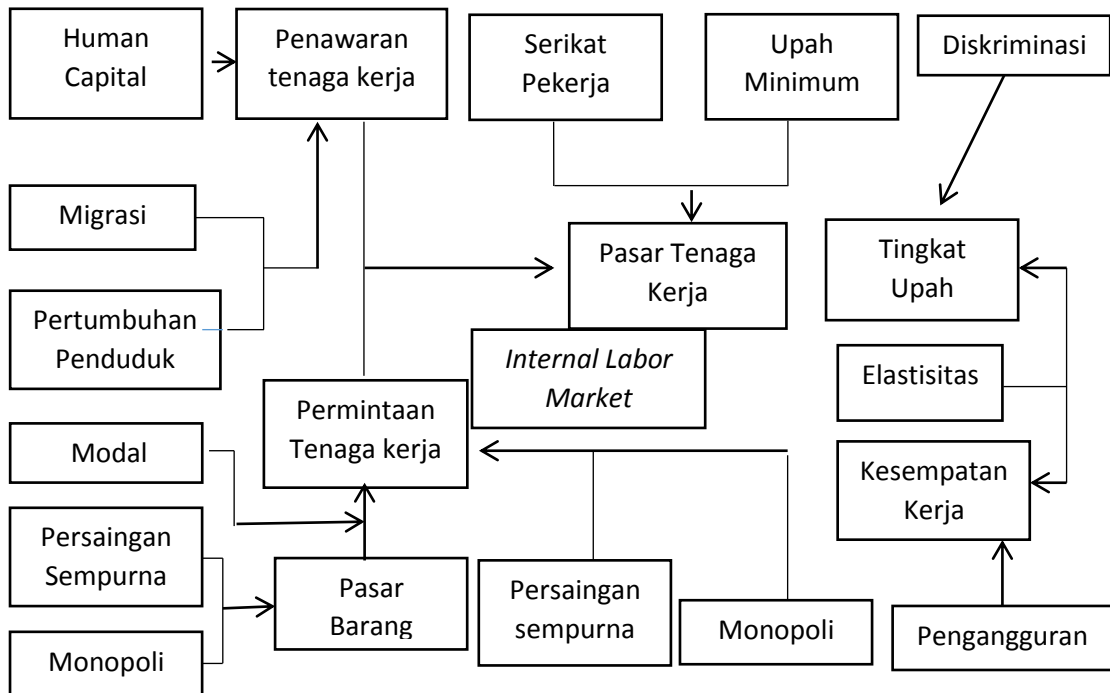 Human
Capital
Penawaran
tenaga kerja
Serikat
Pekerja
Upah
Minimum
Diskriminasi
Migrasi
Pertumbuhan
Penduduk
Pasar Tenaga
Kerja
Tingkat
Upah
Internal Labor
Market
Elastisitas
Permintaan
Tenaga kerja
Modal
Kesempatan
Kerja
Persaingan
Sempurna
Monopoli
Pasar
Barang
Persaingan
sempurna
Monopoli
Pengangguran